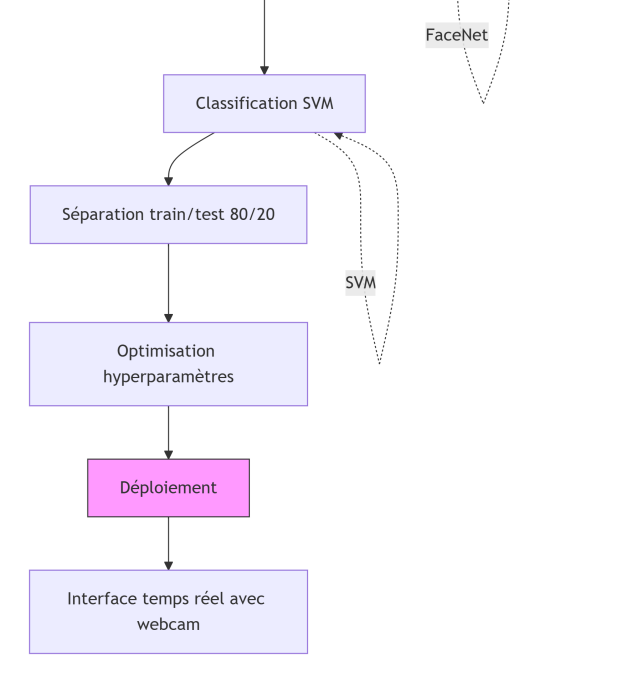 FaceNet
Classification SVM
Séparation train/test 80/20
SVM
Optimisation
hyperparamètres
Déploiement
Interface temps réel avec
webcam